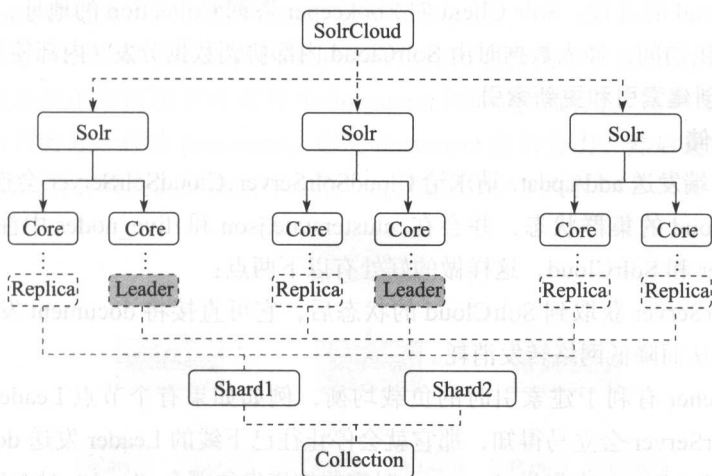 SolrCloud
Solr Solr Solr
Core Core Core Core Core Core
Replica Leader Replica Leader Replica Replica
Shard1 Shard2
Collection